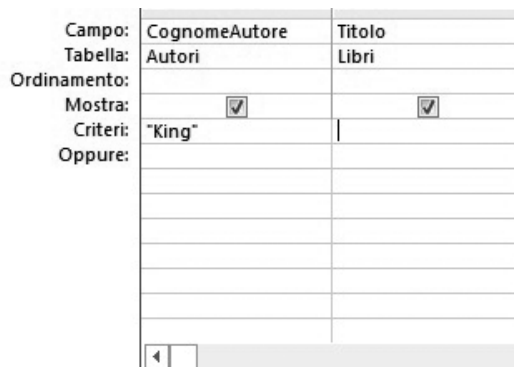 Campo: CognomeAutore Titolo
Tabella: Autori Libri
Ordinamento:
Mostra:
Criteri: "King"
Oppure: